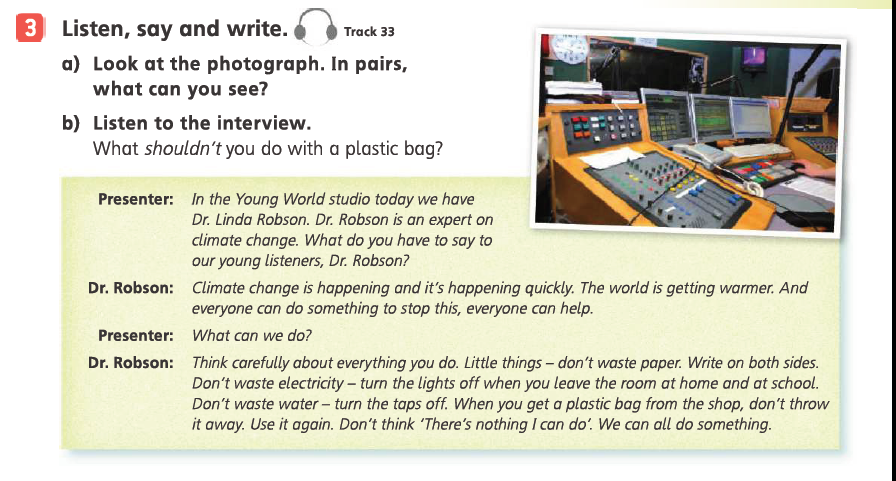 3 Listen, say and write. Track 33
a) Look at the photograph. In pairs,
what can you see?
b) Listen to the interview.
What shouldn't you do with a plastic bag?
Presenter: In the Young World studio today we have
Dr. Linda Robson. Dr. Robson is an expert on
climate change. What do you have to say to
our young listeners, Dr. Robson?
Dr. Robson: Climate change is happening and it's happening quickly. The world is getting warmer. And
everyone can do something to stop this, everyone can help.
Presenter: What can we do?
Dr. Robson: Think carefully about everything you do. Little things – don't waste paper. Write on both sides.
Don't waste electricity – turn the lights off when you leave the room at home and at school.
Don't waste water – turn the taps off. When you get a plastic bag from the shop, don't throw
it away. Use it again. Don't think 'There's nothing I can do'. We can all do something.